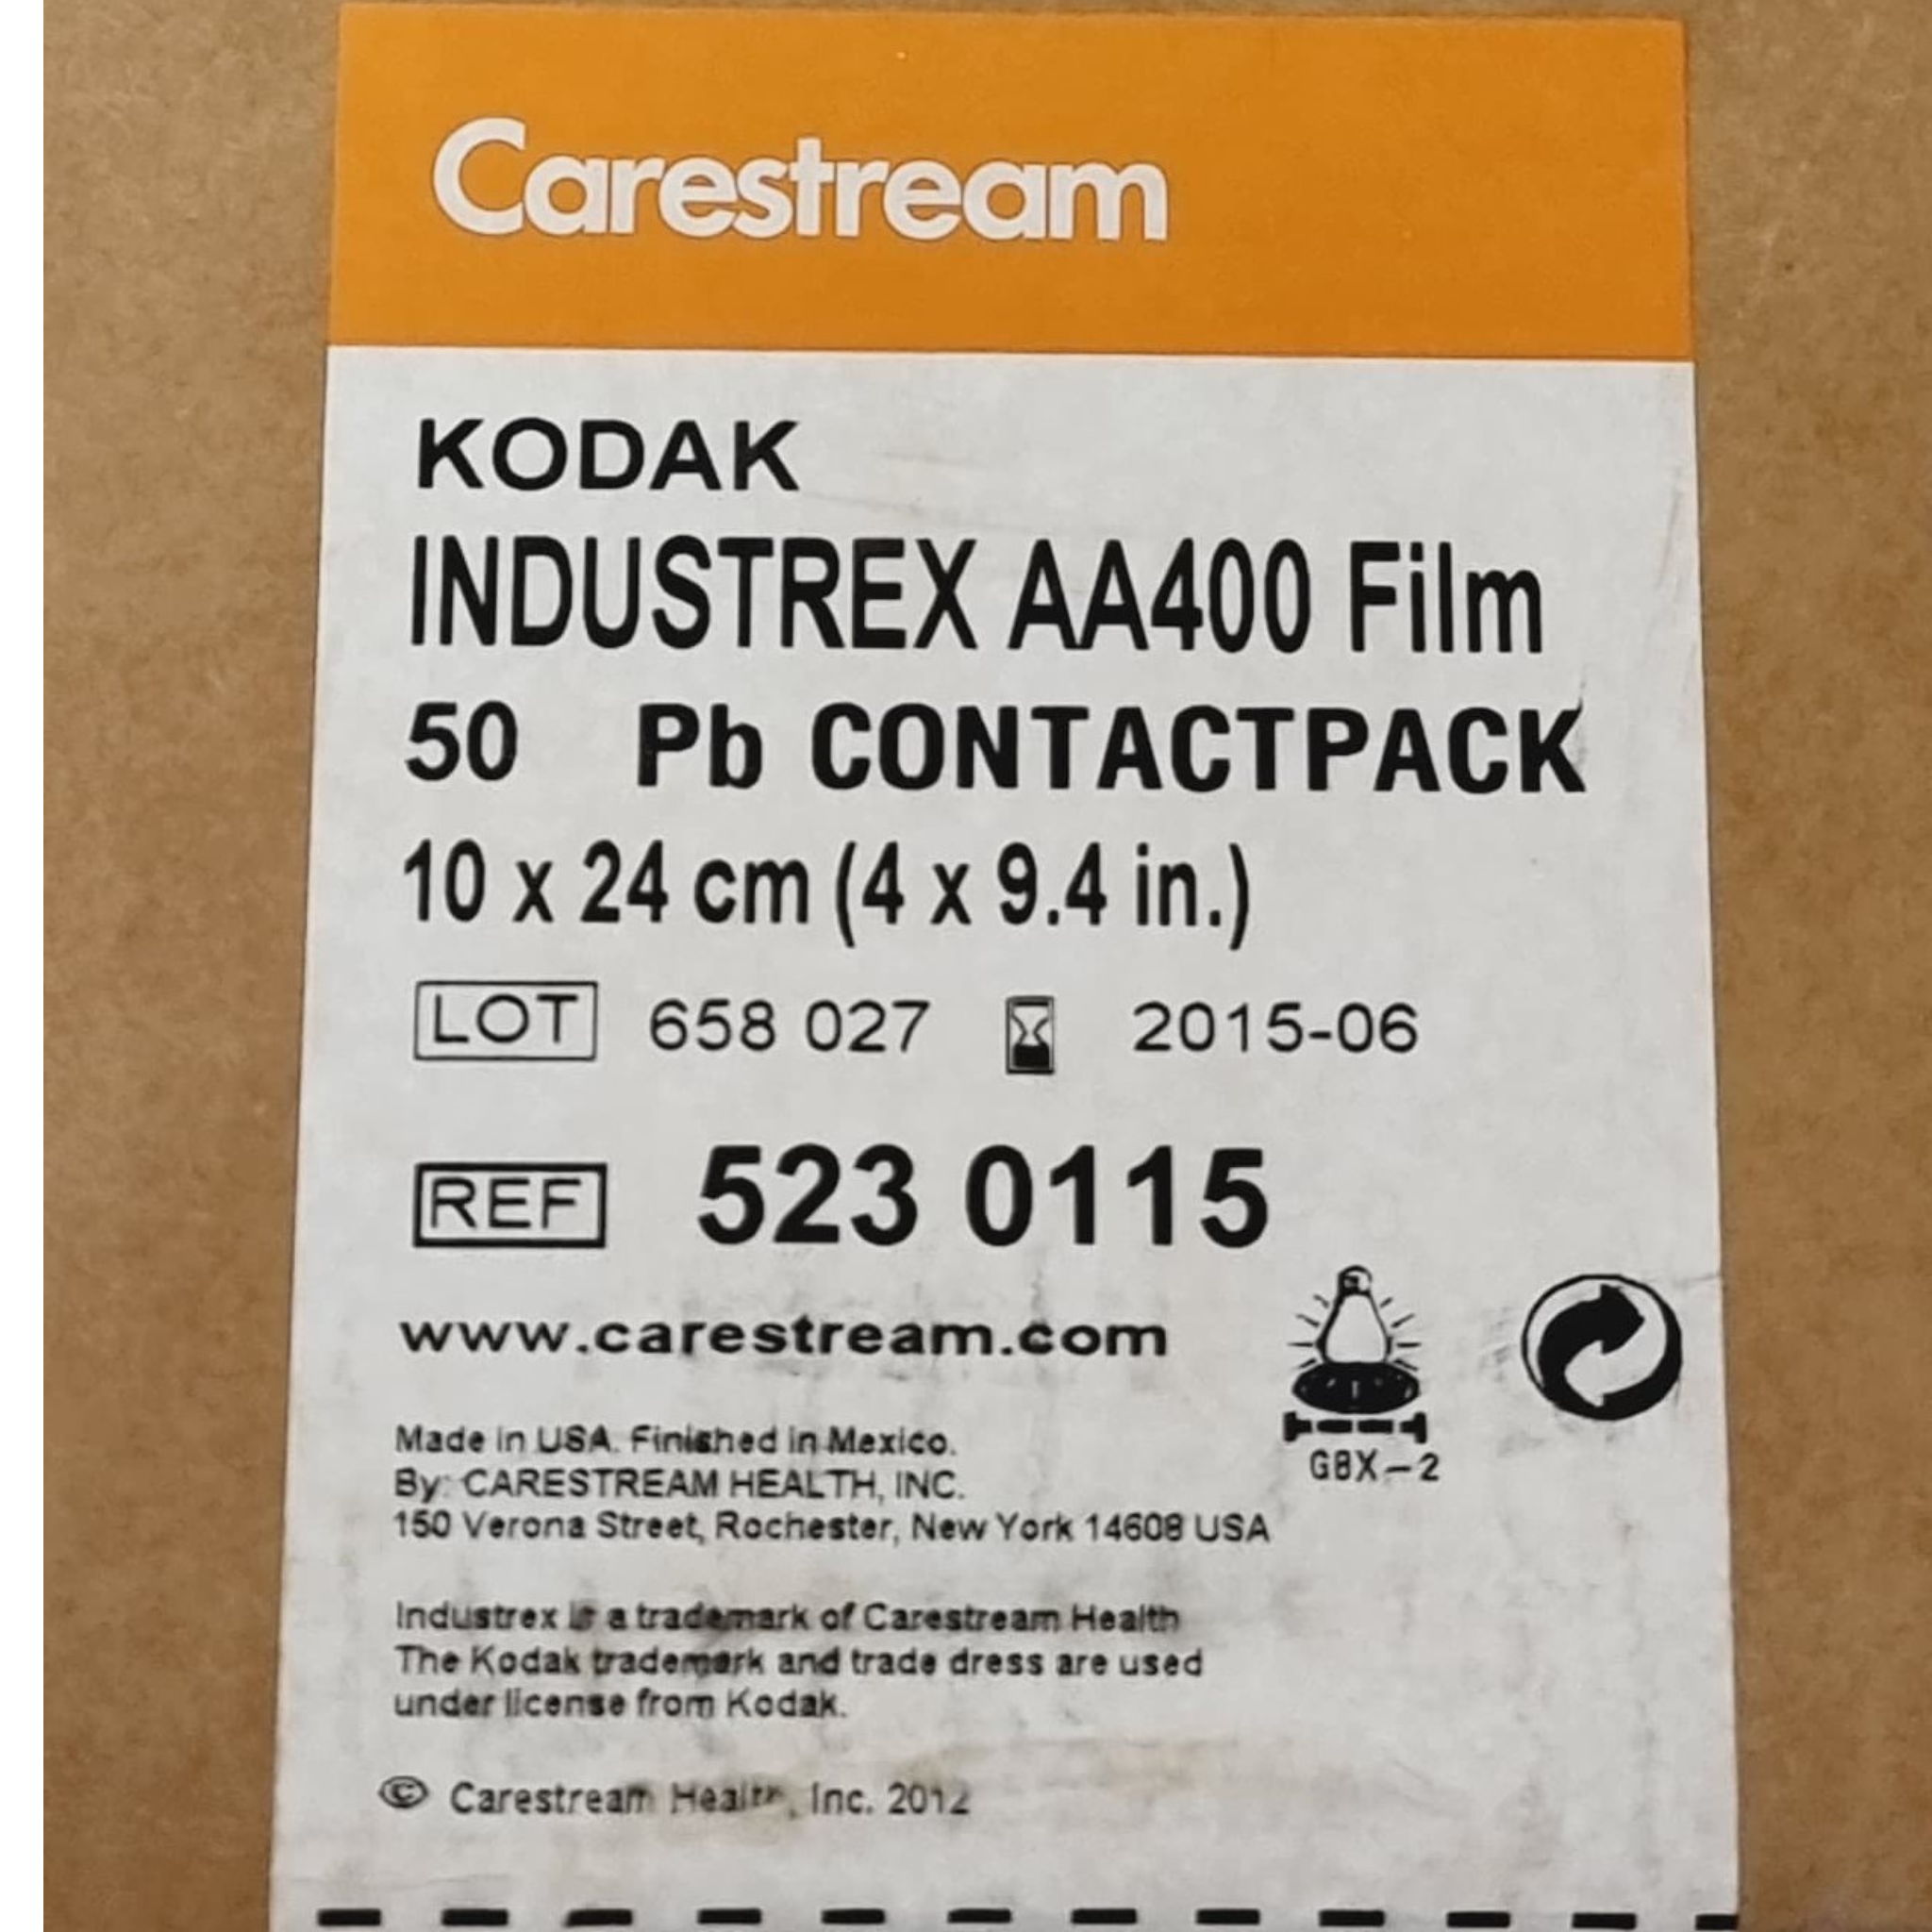 Carestream
KODAK
INDUSTREX AA400 Film
50 Pb CONTACTPACK
10 x 24 cm (4 x 9.4 in.)
LOT 658 027 2015-06
REF 523 0115
www.carestream.com
GBX-2
Made in USA. Finished in Mexico.
By: CARESTREAM HEALTH, INC.
150 Verona Street, Rochester, New York 14608 USA
Industrex is a trademark of Carestream Health
The Kodak trademark and trade dress are used
under license from Kodak.
© Carestream Health, Inc. 2012